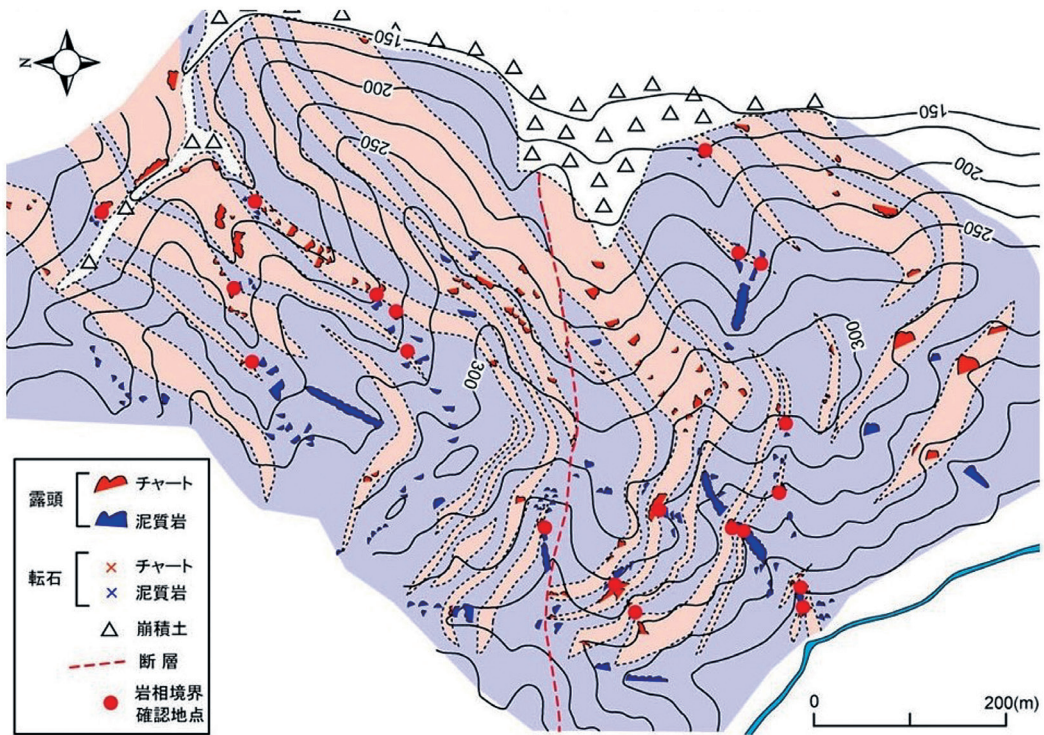 N
150
200
250
300
150
200
250
300
露頭
チャート
泥質岩
転石
チャート
泥質岩
崩積土
断層
岩相境界
確認地点
0
200(m)